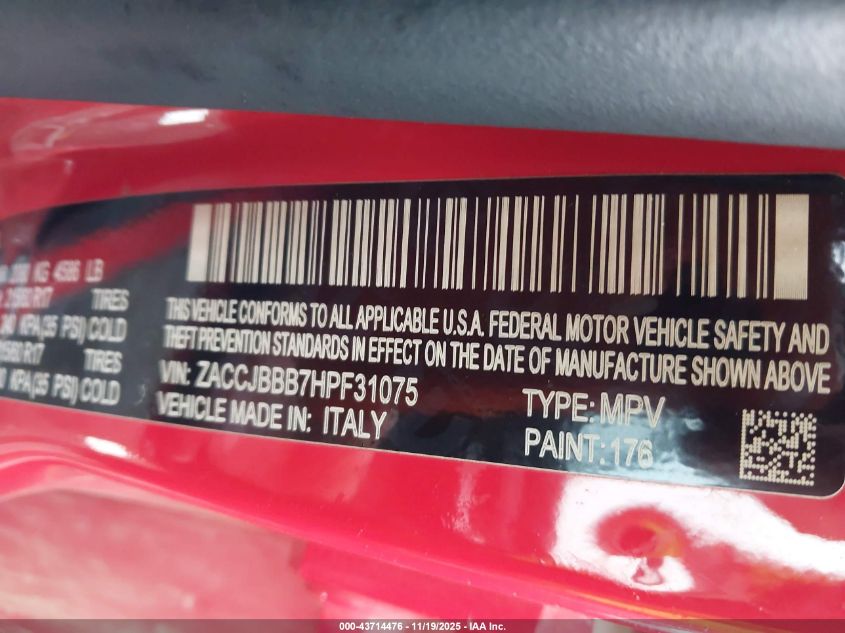 KG 4586 LB
R17 TIRES
KPA(35 PSI) COLD
R17 TIRES
KPA(35 PSI) COLD
THIS VEHICLE CONFORMS TO ALL APPLICABLE U.S.A. FEDERAL MOTOR VEHICLE SAFETY AND
THEFT PREVENTION STANDARDS IN EFFECT ON THE DATE OF MANUFACTURE SHOWN ABOVE
VIN: ZACCJBBB7HPF31075
TYPE: MPV
VEHICLE MADE IN: ITALY
PAINT: 176
000-43714476 - 11/19/2025 - IAA Inc.